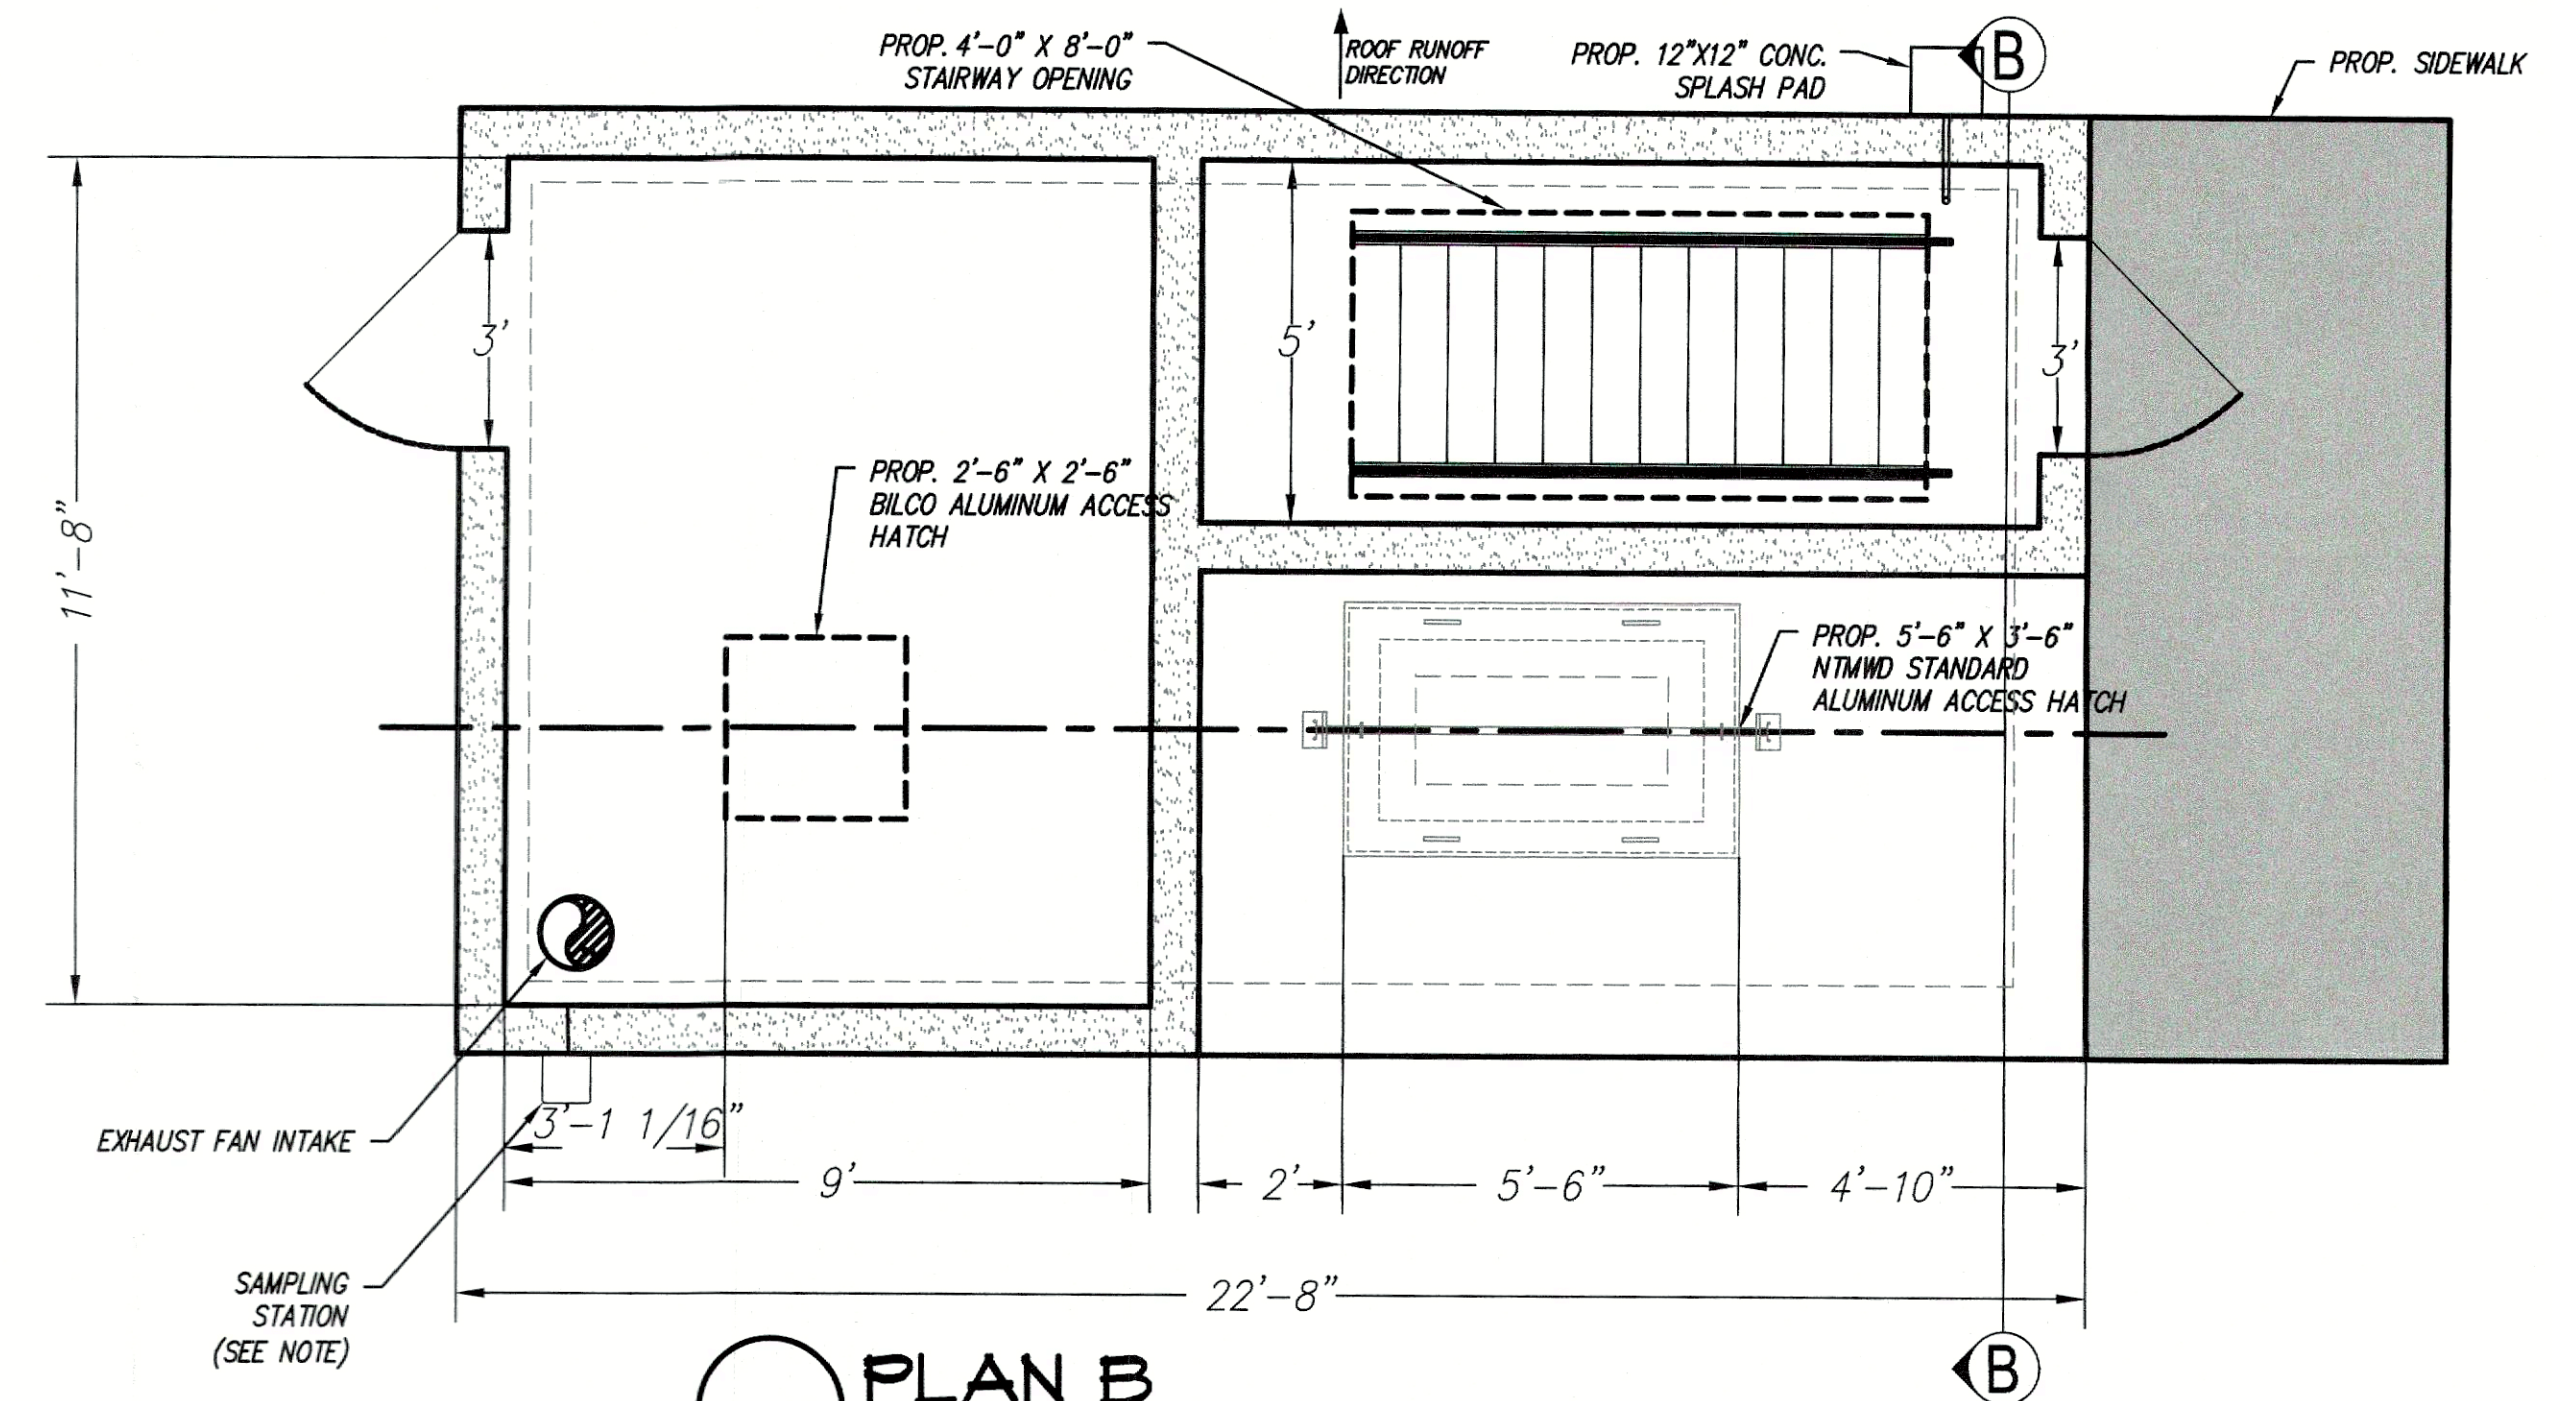 PROP. 4'-0" X 8'-0"
STAIRWAY OPENING
ROOF RUNOFF
DIRECTION
PROP. 12"X12" CONC.
SPLASH PAD
B
PROP. SIDEWALK
3'
5'
3'
11'-8"
PROP. 2'-6" X 2'-6"
BILCO ALUMINUM ACCESS
HATCH
PROP. 5'-6" X 3'-6"
NTMWD STANDARD
ALUMINUM ACCESS HATCH
EXHAUST FAN INTAKE
3'-1 1/16"
9'
2'
5'-6"
4'-10"
SAMPLING
STATION
(SEE NOTE)
22'-8"
PLAN B
B